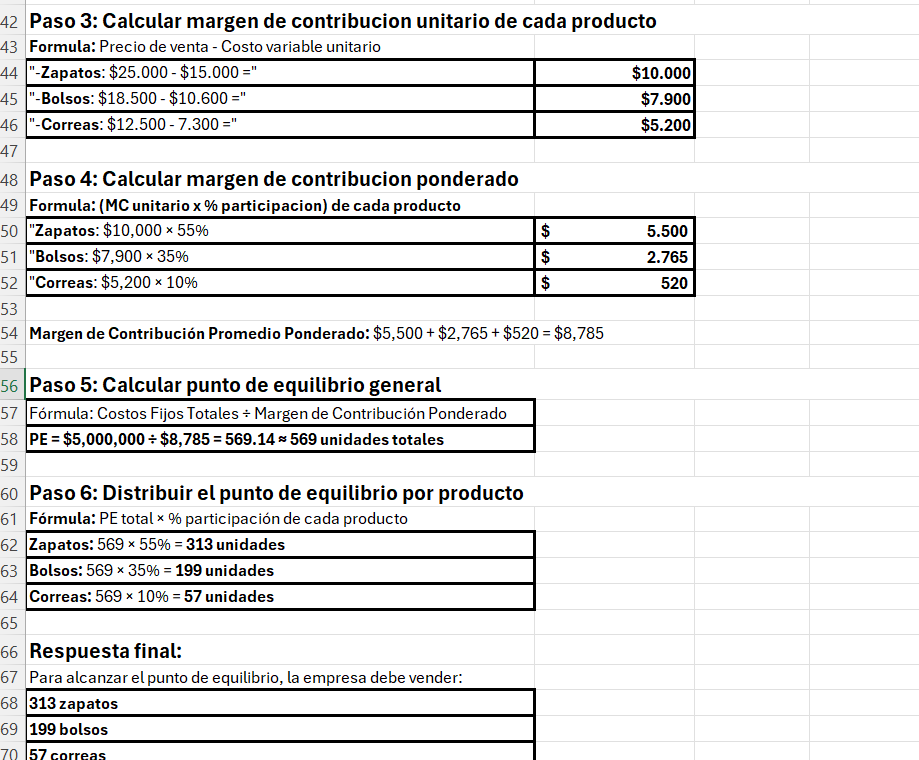 42 Paso 3: Calcular margen de contribucion unitario de cada producto
43 Formula: Precio de venta - Costo variable unitario
44 "-Zapatos: $25.000 - $15.000 =" $10.000
45 "-Bolsos: $18.500 - $10.600 =" $7.900
46 "-Correas: $12.500 - 7.300 =" $5.200
47
48 Paso 4: Calcular margen de contribucion ponderado
49 Formula: (MC unitario x % participacion) de cada producto
50 "Zapatos: $10,000 × 55% $ 5.500
51 "Bolsos: $7,900 × 35% $ 2.765
52 "Correas: $5,200 × 10% $ 520
53
54 Margen de Contribución Promedio Ponderado: $5,500 + $2,765 + $520 = $8,785
55
56 Paso 5: Calcular punto de equilibrio general
57 Fórmula: Costos Fijos Totales ÷ Margen de Contribución Ponderado
58 PE = $5,000,000 ÷ $8,785 = 569.14 ≈ 569 unidades totales
59
60 Paso 6: Distribuir el punto de equilibrio por producto
61 Fórmula: PE total × % participación de cada producto
62 Zapatos: 569 × 55% = 313 unidades
63 Bolsos: 569 × 35% = 199 unidades
64 Correas: 569 × 10% = 57 unidades
65
66 Respuesta final:
67 Para alcanzar el punto de equilibrio, la empresa debe vender:
68 313 zapatos
69 199 bolsos
70 57 correas